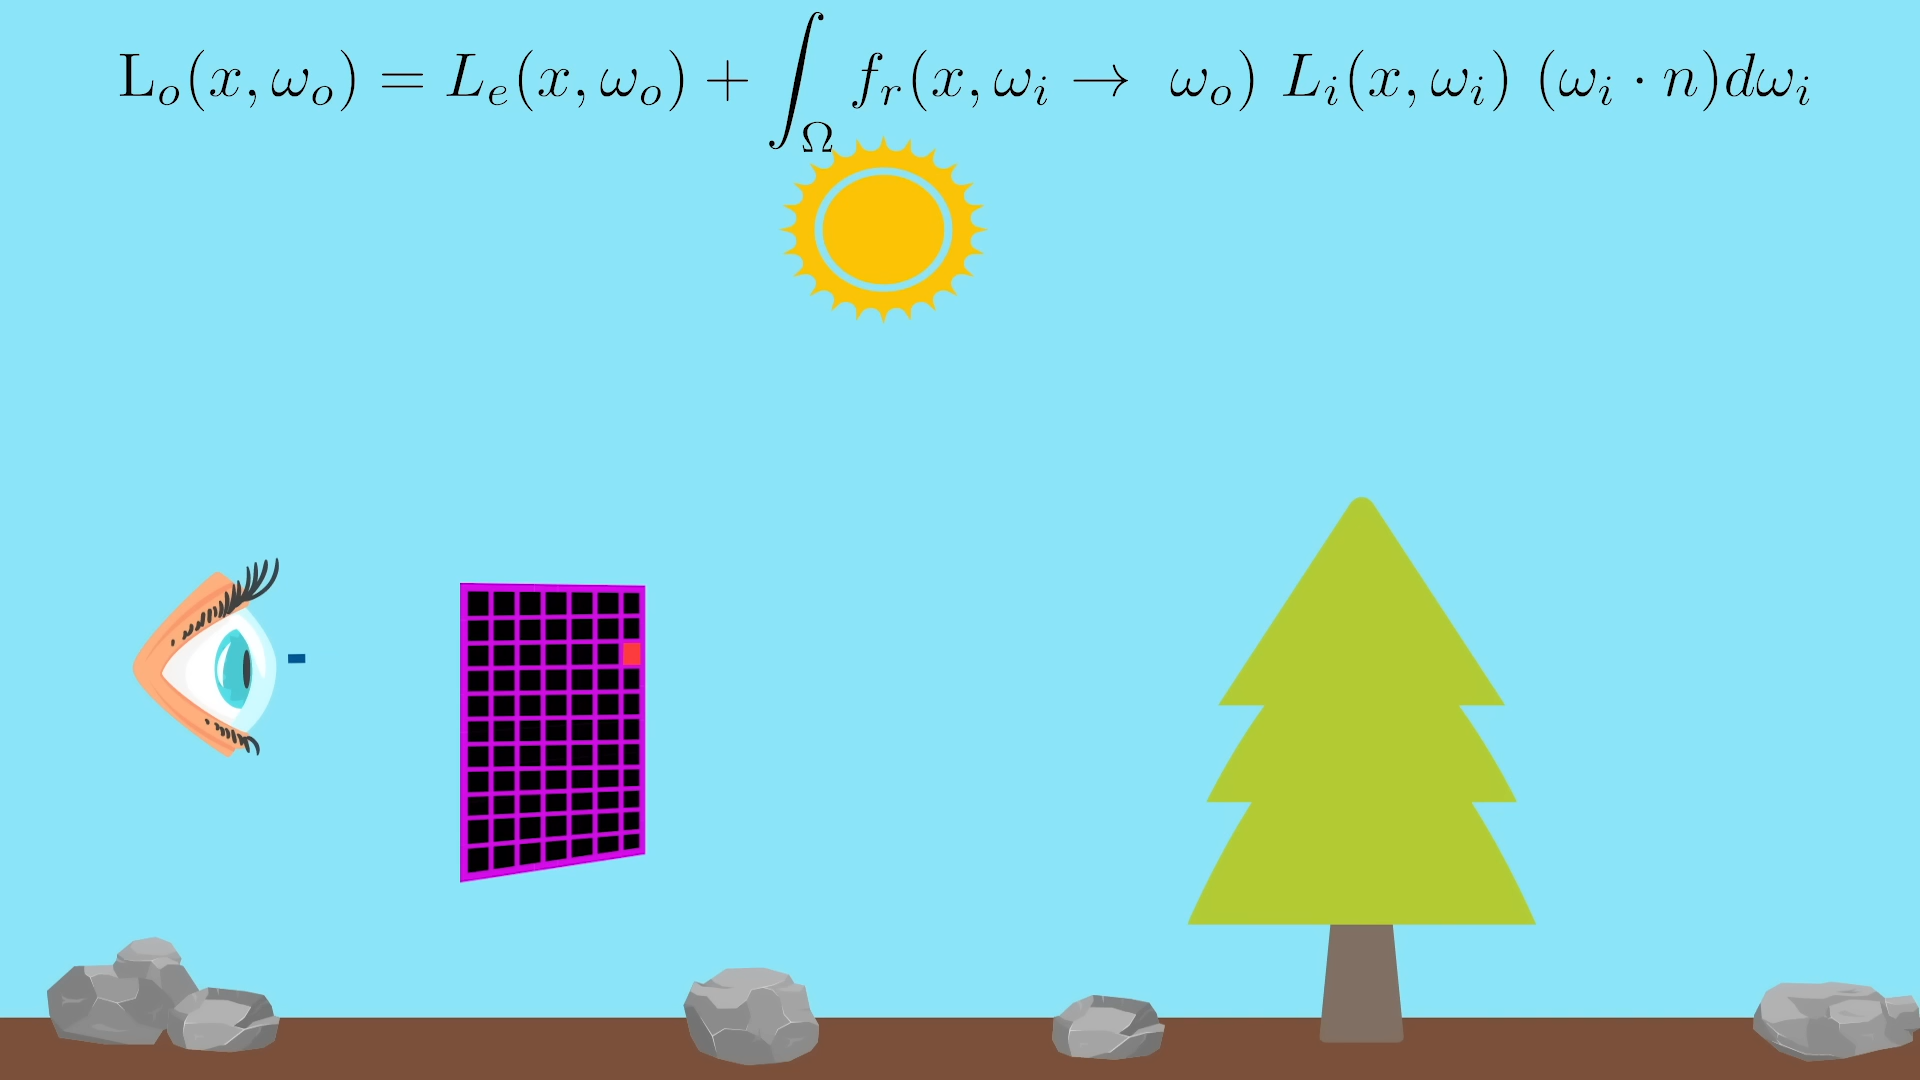 L_o(x, ω_o) = L_e(x, ω_o) + ∫_Ω f_r(x, ω_i → ω_o) L_i(x, ω_i) (ω_i · n)dω_i